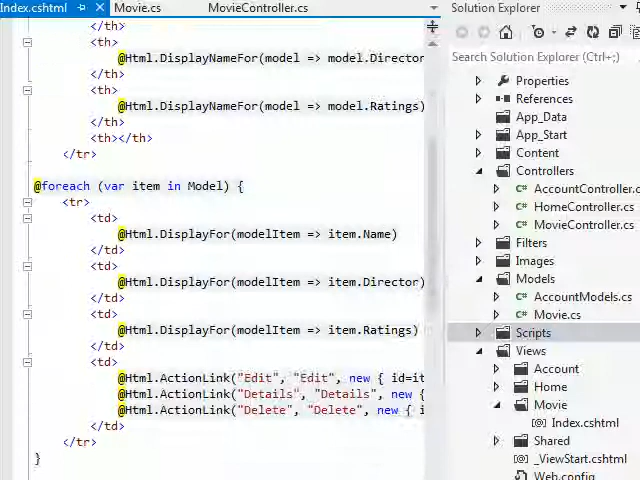 Index.cshtml
Movie.cs
MovieController.cs
</th>
<th>
@Html.DisplayNameFor(model => model.Director
</th>
<th>
@Html.DisplayNameFor(model => model.Ratings)
</th>
<th></th>
</tr>
@foreach (var item in Model) {
<tr>
<td>
@Html.DisplayFor(modelItem => item.Name)
</td>
<td>
@Html.DisplayFor(modelItem => item.Director)
</td>
<td>
@Html.DisplayFor(modelItem => item.Ratings)
</td>
<td>
@Html.ActionLink("Edit", "Edit", new { id=it
@Html.ActionLink("Details", "Details", new {
@Html.ActionLink("Delete", "Delete", new { i
</td>
</tr>
}
Solution Explorer
Search Solution Explorer (Ctrl+;)
Properties
References
App_Data
App_Start
Content
Controllers
AccountController.c
HomeController.cs
MovieController.cs
Filters
Images
Models
AccountModels.cs
Movie.cs
Scripts
Views
Account
Home
Movie
Index.cshtml
Shared
_ViewStart.cshtml
Web.config